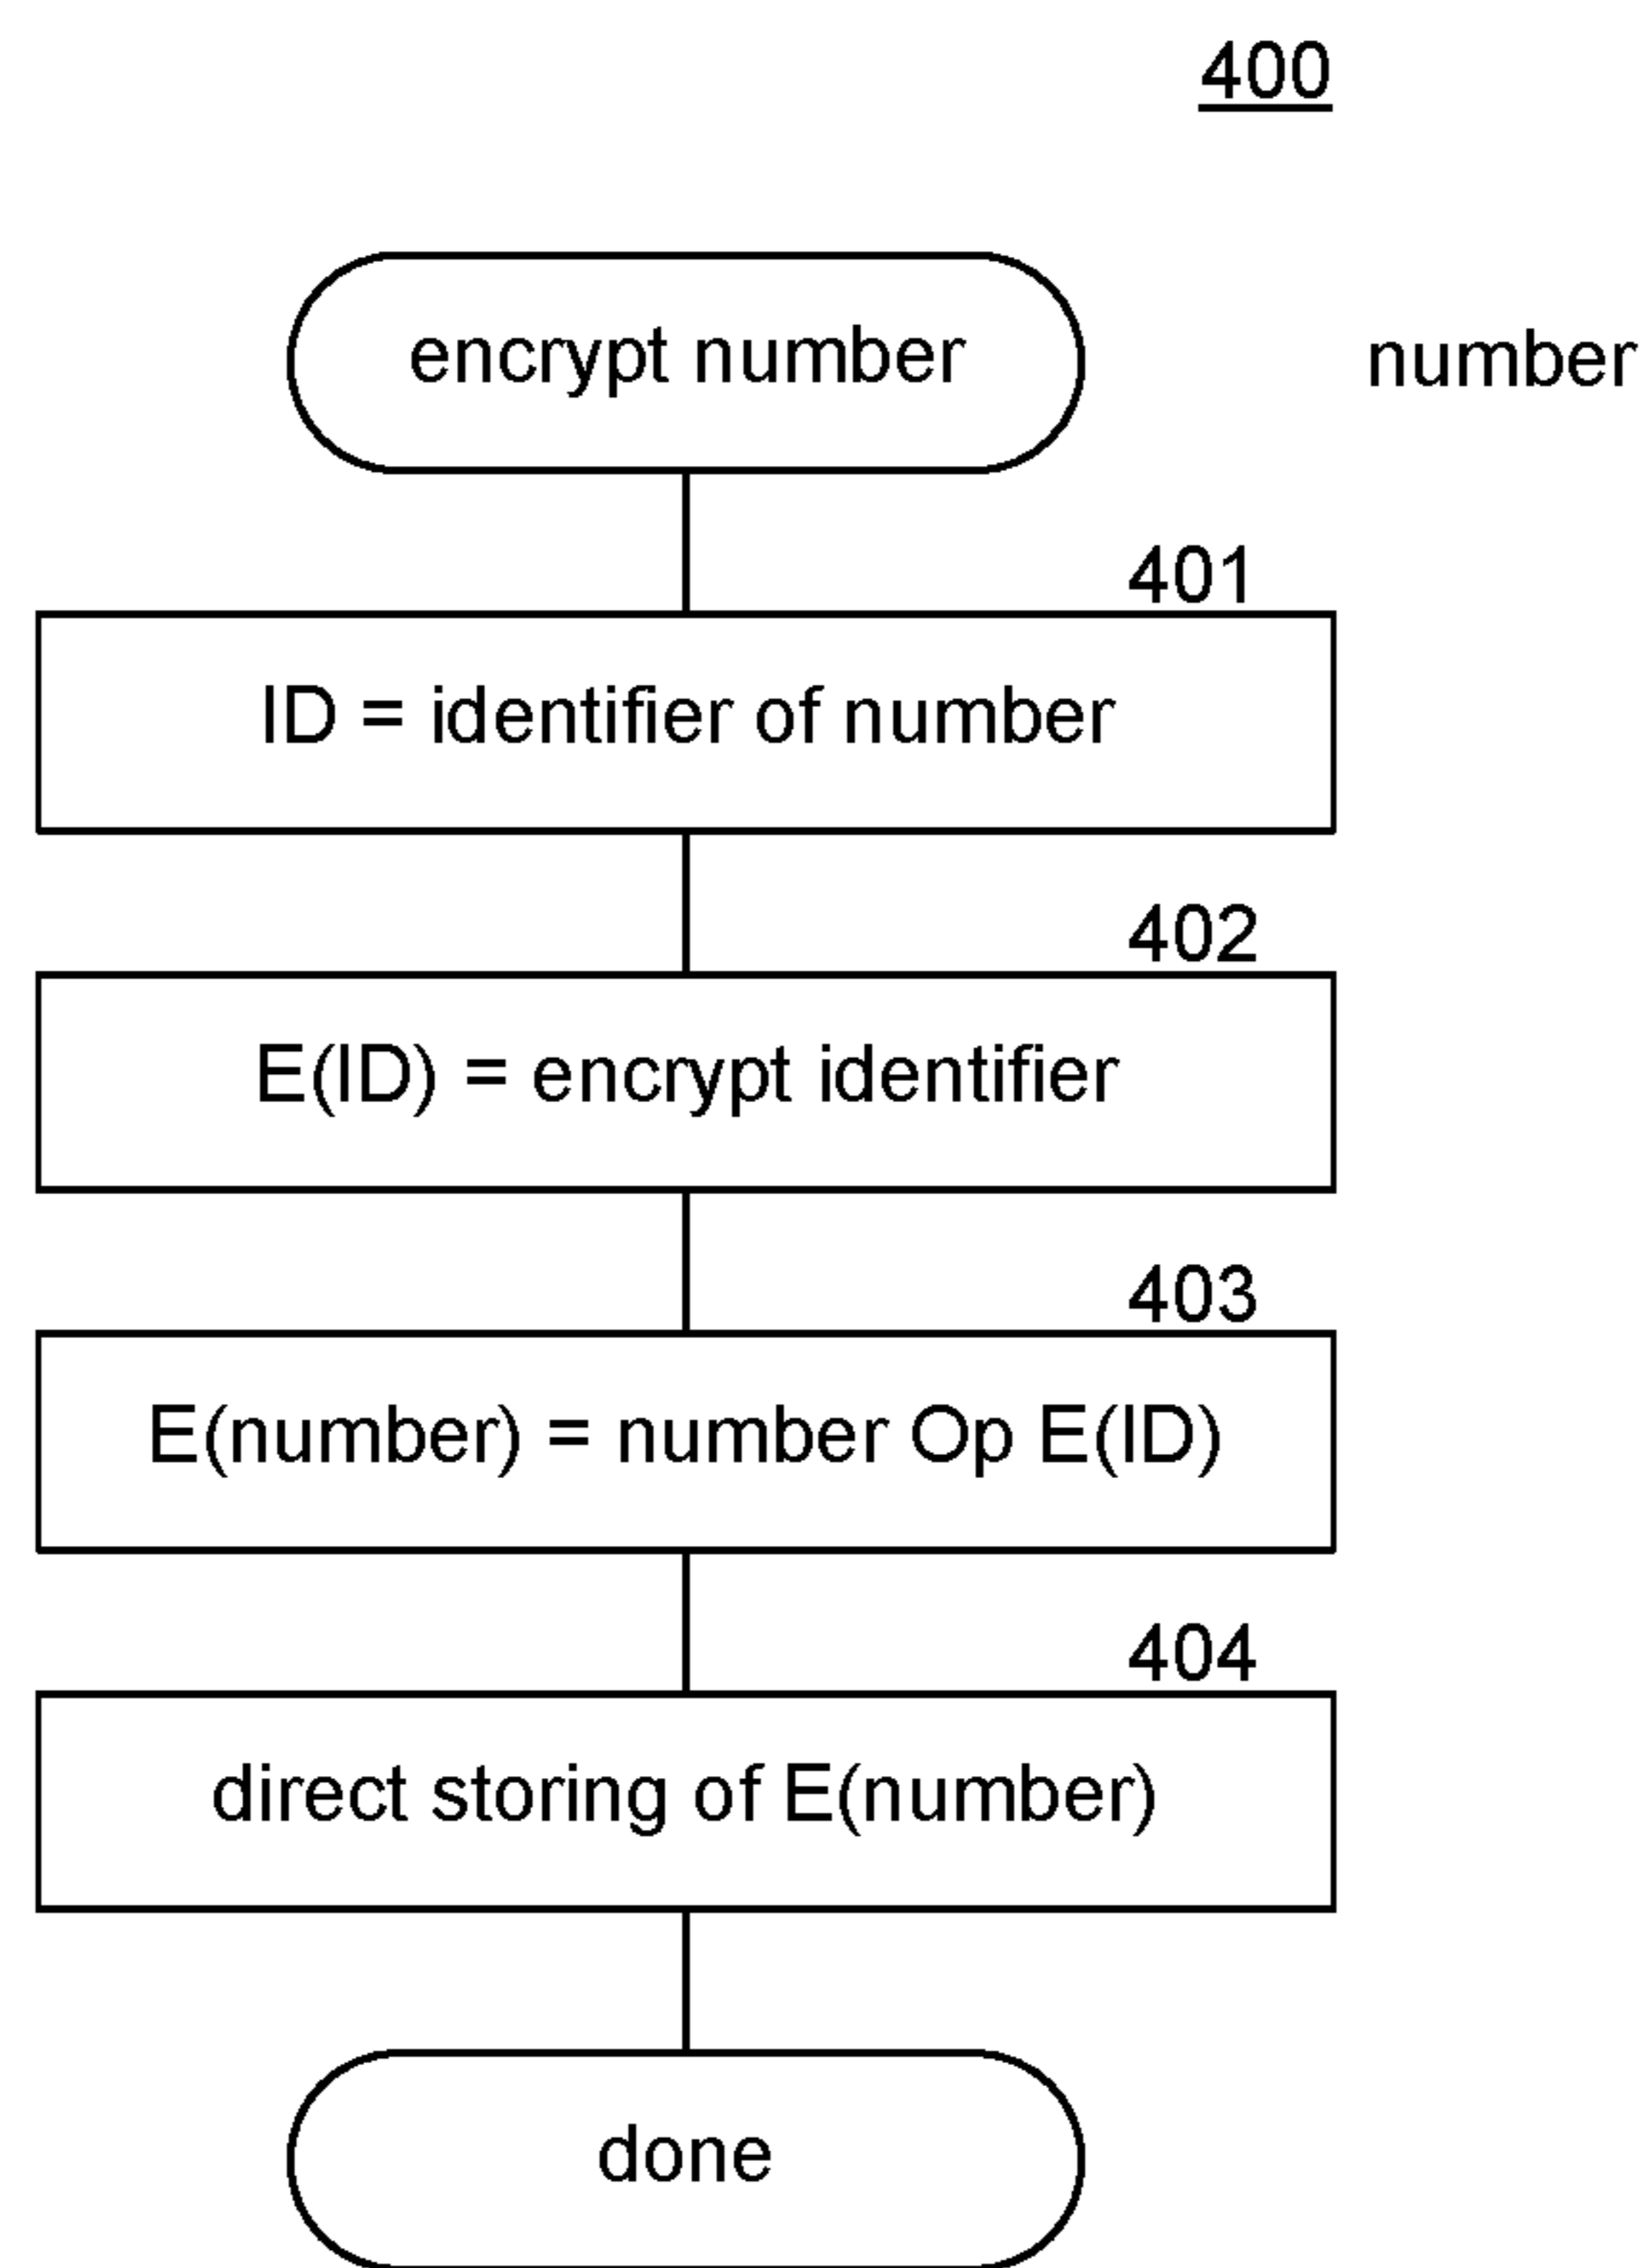 400
encrypt number
number
401
ID = identifier of number
402
E(ID) = encrypt identifier
403
E(number) = number Op E(ID)
404
direct storing of E(number)
done